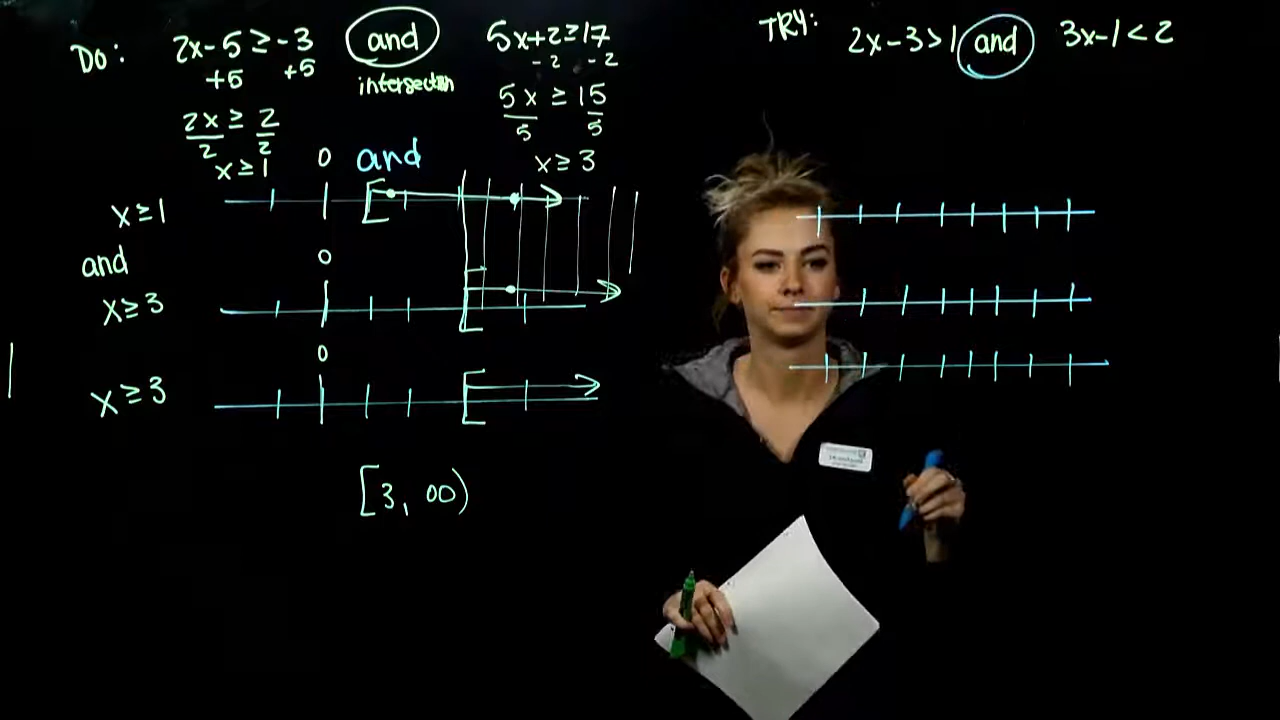 DO: 2x-5 ≥ -3 and 5x+2 ≥ 17
+5 +5 intersection -2 -2
2x ≥ 2 5x ≥ 15
2 2 5 5
x ≥ 1 0 and x ≥ 3
x ≥ 1
and 0
x ≥ 3
0
x ≥ 3
[3, ∞)
TRY: 2x-3 > 1 and 3x-1 < 2